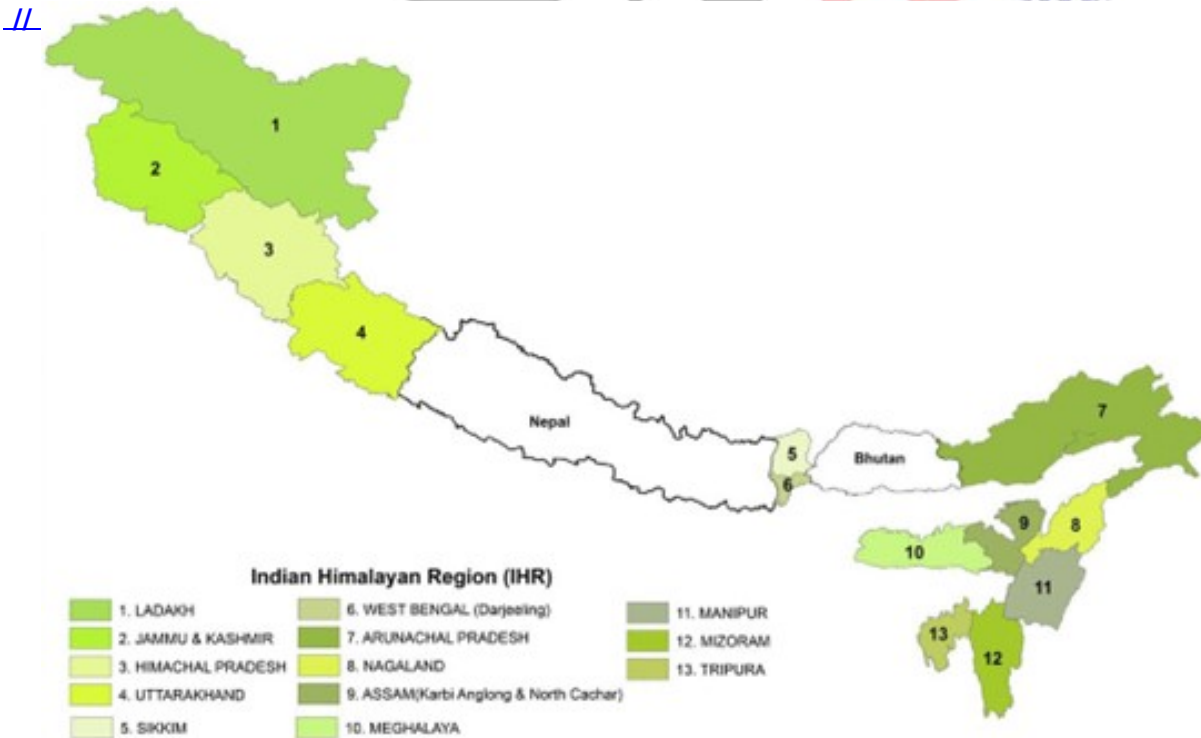 //
1
2
3
4
Nepal
5
6
Bhutan
7
8
9
10
11
12
13
Indian Himalayan Region (IHR)
1. LADAKH
2. JAMMU & KASHMIR
3. HIMACHAL PRADESH
4. UTTARAKHAND
5. SIKKIM
6. WEST BENGAL (Darjeeling)
7. ARUNACHAL PRADESH
8. NAGALAND
9. ASSAM(Karbi Anglong & North Cachar)
10. MEGHALAYA
11. MANIPUR
12. MIZORAM
13. TRIPURA